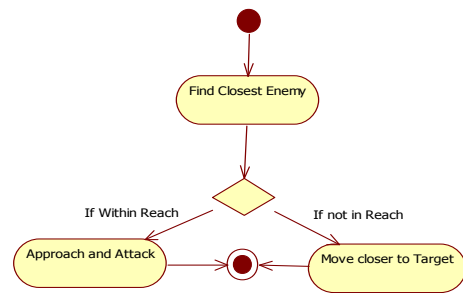 Find Closest Enemy
If Within Reach
If not in Reach
Approach and Attack
Move closer to Target